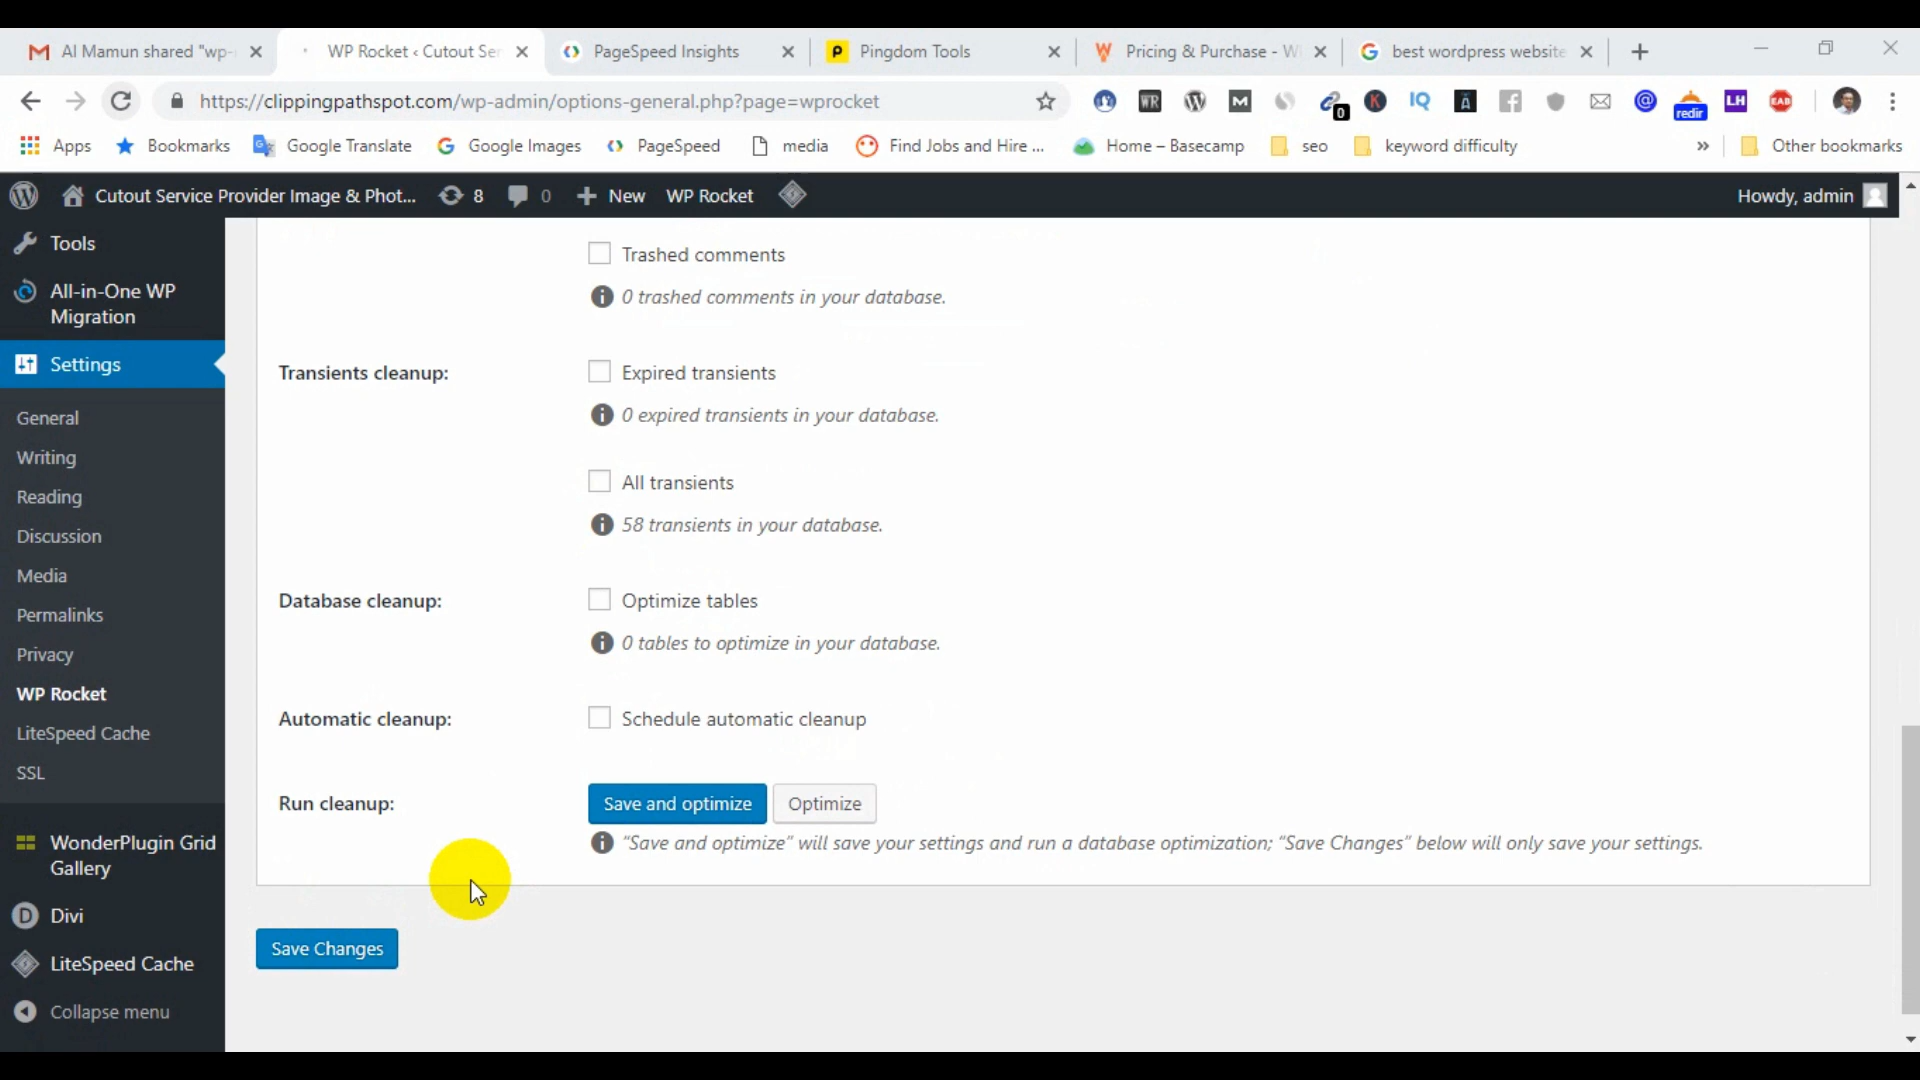 Al Mamun shared "wp-
WP Rocket ‹ Cutout Ser
PageSpeed Insights
Pingdom Tools
Pricing & Purchase - W
best wordpress website
https://clippingpathspot.com/wp-admin/options-general.php?page=wprocket
WR
M
0
K
IQ
A
redir
LH
EAB
Apps
Bookmarks
Google Translate
Google Images
PageSpeed
media
Find Jobs and Hire ...
Home – Basecamp
seo
keyword difficulty
»
Other bookmarks
Cutout Service Provider Image & Phot...
8
0
New
WP Rocket
Howdy, admin
Tools
All-in-One WP
Migration
Settings
General
Writing
Reading
Discussion
Media
Permalinks
Privacy
WP Rocket
LiteSpeed Cache
SSL
WonderPlugin Grid
Gallery
Divi
LiteSpeed Cache
Collapse menu
Trashed comments
0 trashed comments in your database.
Transients cleanup:
Expired transients
0 expired transients in your database.
All transients
58 transients in your database.
Database cleanup:
Optimize tables
0 tables to optimize in your database.
Automatic cleanup:
Schedule automatic cleanup
Run cleanup:
Save and optimize
Optimize
“Save and optimize” will save your settings and run a database optimization; “Save Changes” below will only save your settings.
Save Changes